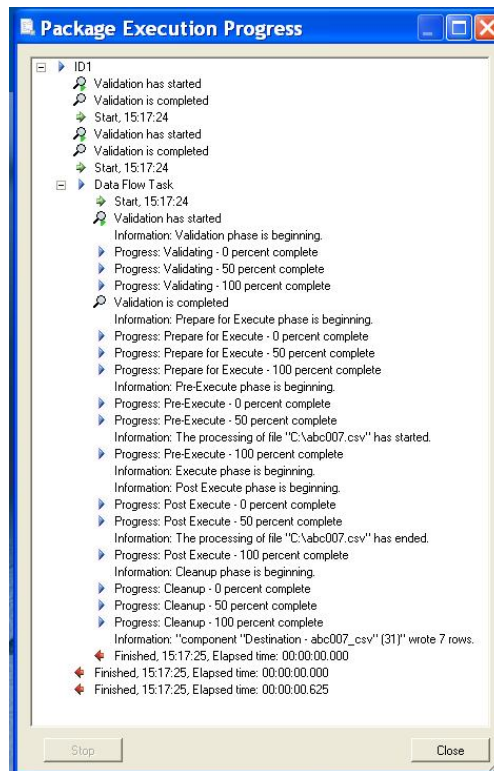 Package Execution Progress
ID1
Validation has started
Validation is completed
Start, 15:17:24
Validation has started
Validation is completed
Start, 15:17:24
Data Flow Task
Start, 15:17:24
Validation has started
Information: Validation phase is beginning.
Progress: Validating - 0 percent complete
Progress: Validating - 50 percent complete
Progress: Validating - 100 percent complete
Validation is completed
Information: Prepare for Execute phase is beginning.
Progress: Prepare for Execute - 0 percent complete
Progress: Prepare for Execute - 50 percent complete
Progress: Prepare for Execute - 100 percent complete
Information: Pre-Execute phase is beginning.
Progress: Pre-Execute - 0 percent complete
Progress: Pre-Execute - 50 percent complete
Information: The processing of file "C:\abc007.csv" has started.
Progress: Pre-Execute - 100 percent complete
Information: Execute phase is beginning.
Information: Post Execute phase is beginning.
Progress: Post Execute - 0 percent complete
Progress: Post Execute - 50 percent complete
Information: The processing of file "C:\abc007.csv" has ended.
Progress: Post Execute - 100 percent complete
Information: Cleanup phase is beginning.
Progress: Cleanup - 0 percent complete
Progress: Cleanup - 50 percent complete
Progress: Cleanup - 100 percent complete
Information: "component "Destination - abc007_csv" (31)" wrote 7 rows.
Finished, 15:17:25, Elapsed time: 00:00:00.000
Finished, 15:17:25, Elapsed time: 00:00:00.000
Finished, 15:17:25, Elapsed time: 00:00:00.625
Stop Close